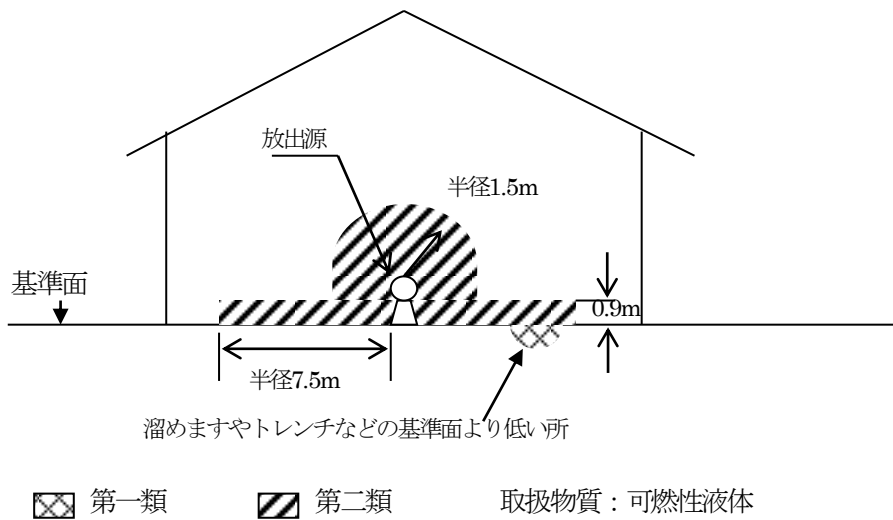 放出源
半径1.5m
基準面
0.9m
半径7.5m
溜めますやトレンチなどの基準面より低い所
第一類 第二類 取扱物質：可燃性液体